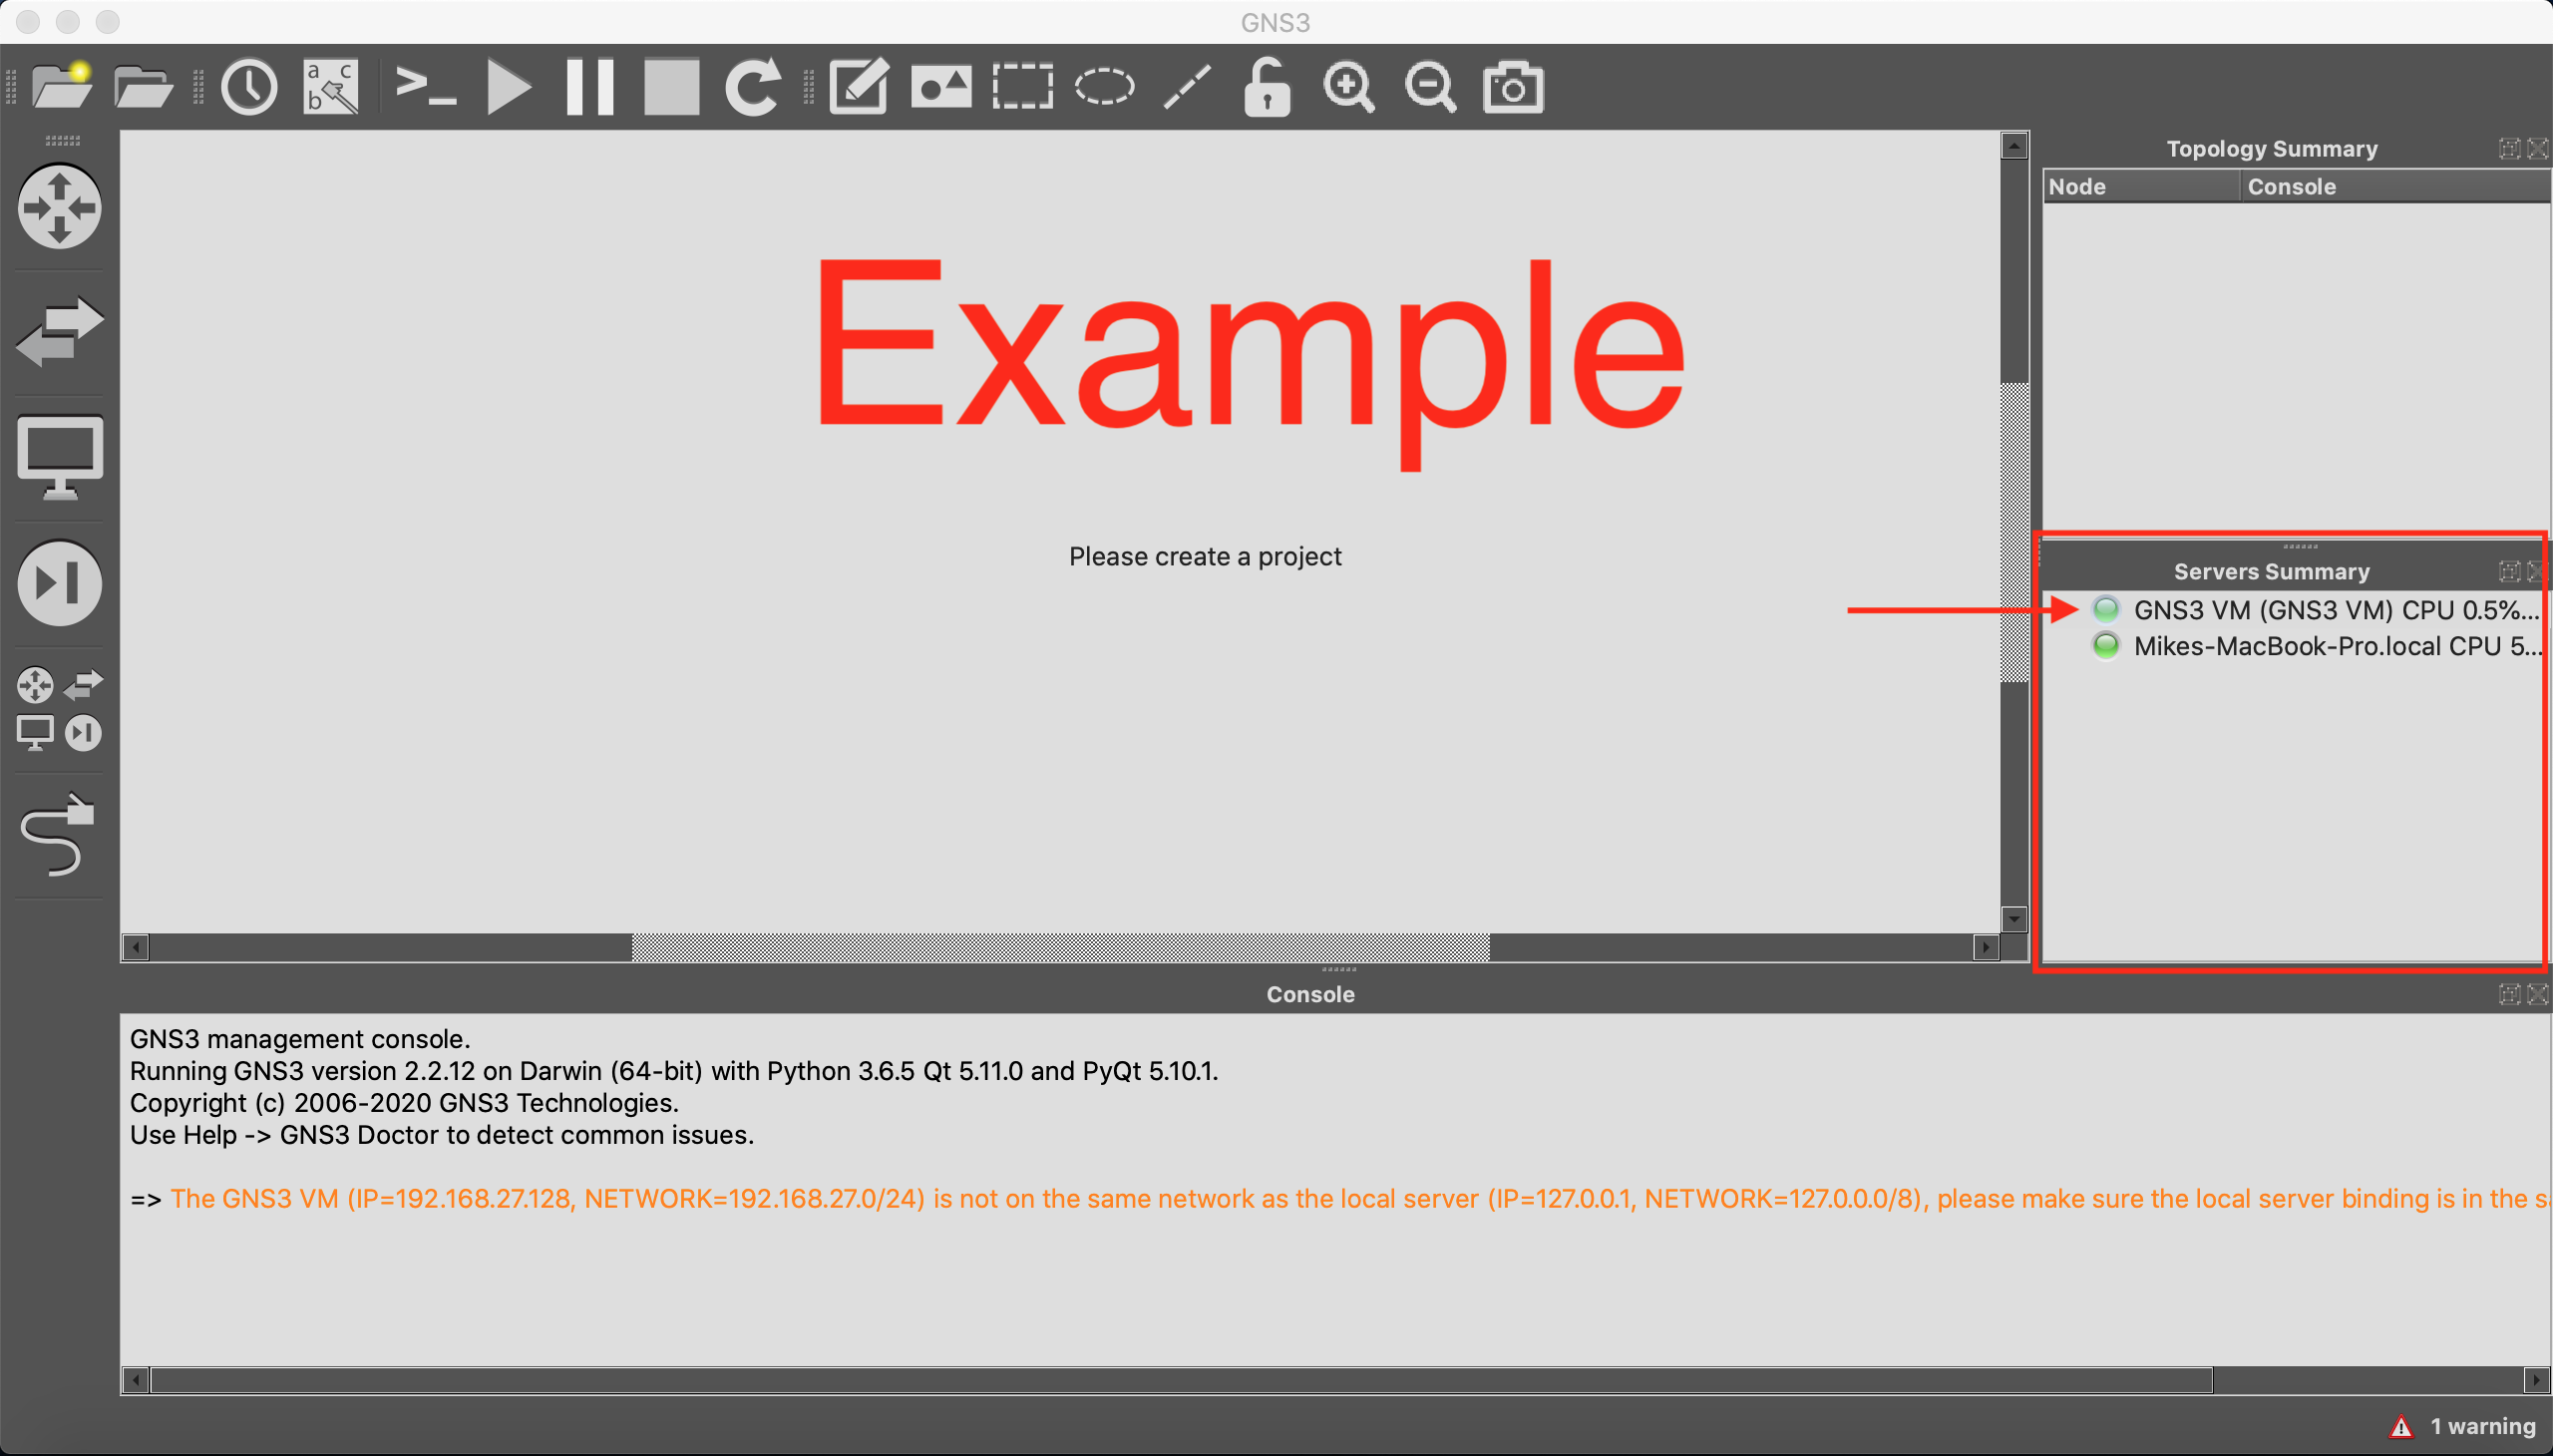 GNS3
a c
b
Topology Summary
Node Console
Example
Please create a project
Servers Summary
GNS3 VM (GNS3 VM) CPU 0.5%...
Mikes-MacBook-Pro.local CPU 5...
Console
GNS3 management console.
Running GNS3 version 2.2.12 on Darwin (64-bit) with Python 3.6.5 Qt 5.11.0 and PyQt 5.10.1.
Copyright (c) 2006-2020 GNS3 Technologies.
Use Help -> GNS3 Doctor to detect common issues.
=> The GNS3 VM (IP=192.168.27.128, NETWORK=192.168.27.0/24) is not on the same network as the local server (IP=127.0.0.1, NETWORK=127.0.0.0/8), please make sure the local server binding is in the
1 warning